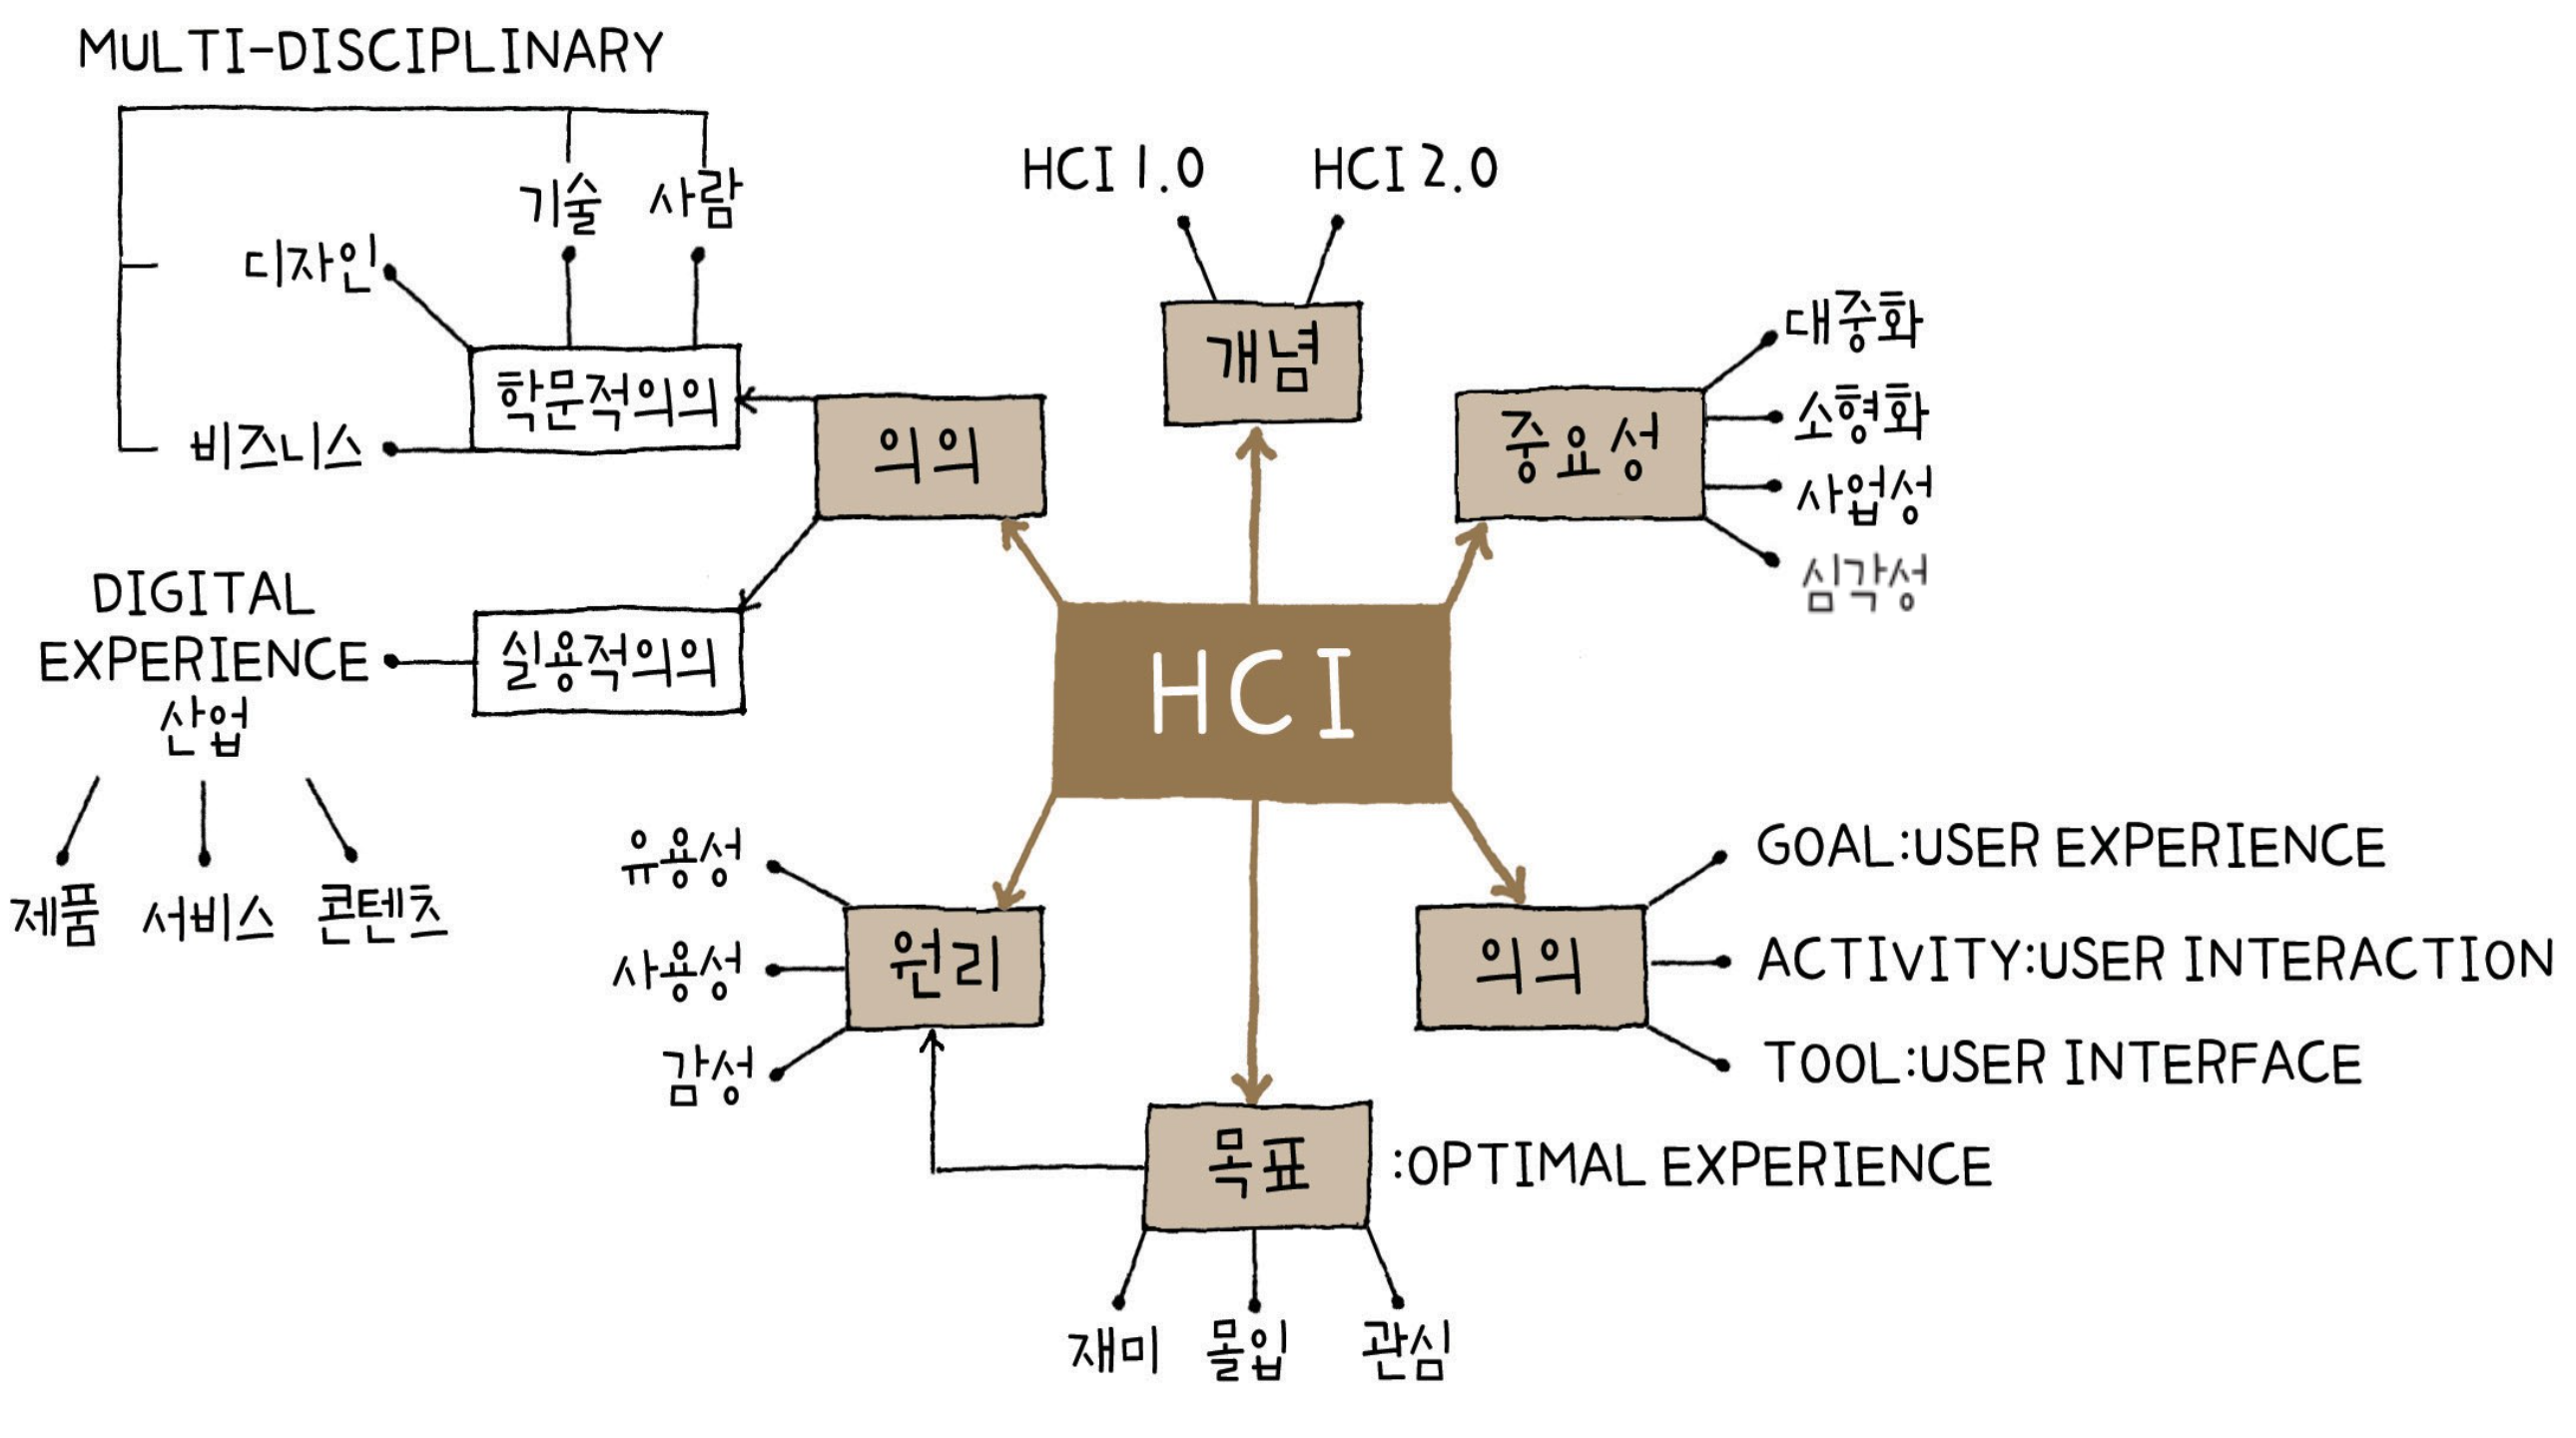 MULTI-DISCIPLINARY
기술 사람
디자인
비즈니스
학문적의의
의의
DIGITAL
EXPERIENCE
산업
실용적의의
제품 서비스 콘텐츠
HCI 1.0 HCI 2.0
개념
중요성
대중화
소형화
사업성
심각성
HCI
유용성
사용성
감성
원리
의의
GOAL:USER EXPERIENCE
ACTIVITY:USER INTERACTION
TOOL:USER INTERFACE
목표 :OPTIMAL EXPERIENCE
재미 몰입 관심